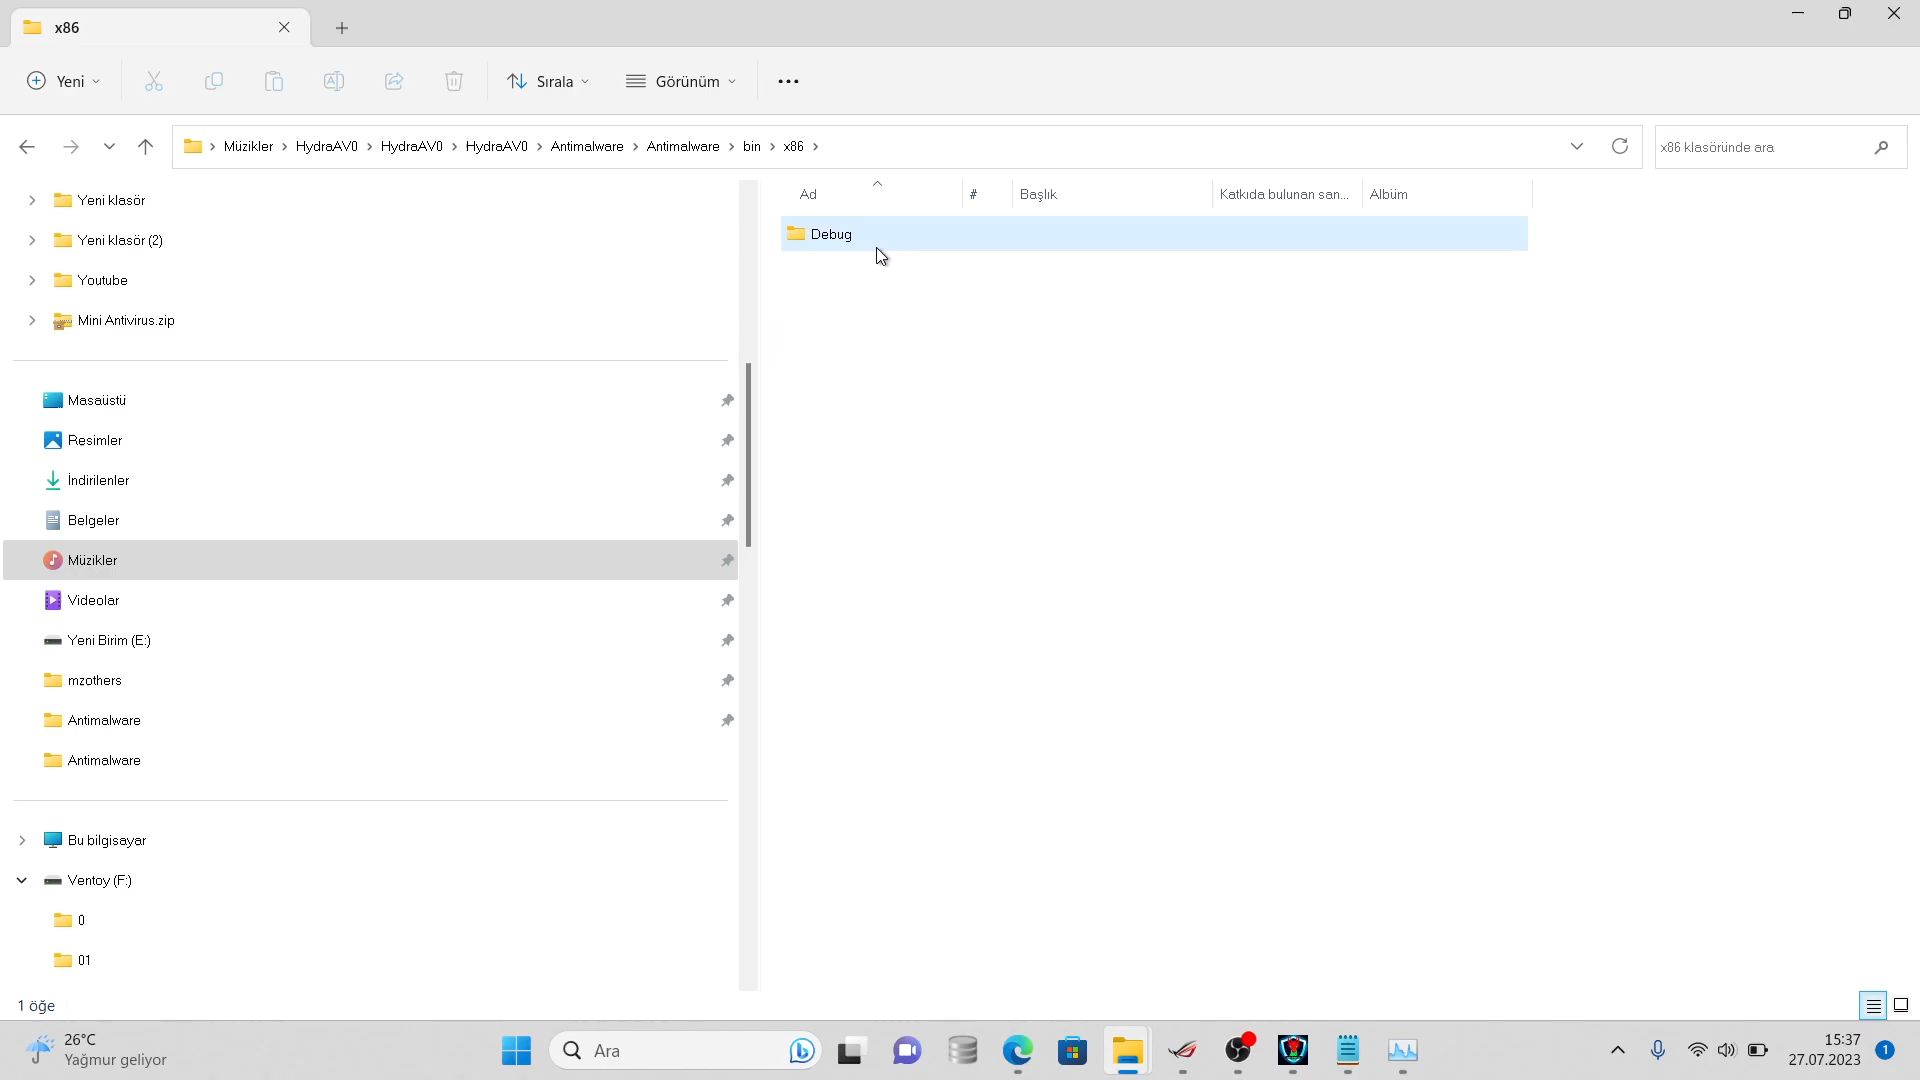 x86
Yeni
Sırala
Görünüm
Müzikler > HydraAV0 > HydraAV0 > HydraAV0 > Antimalware > Antimalware > bin > x86 >
x86 klasöründe ara
Ad
#
Başlık
Katkıda bulunan san...
Albüm
Debug
Yeni klasör
Yeni klasör (2)
Youtube
Mini Antivirus.zip
Masaüstü
Resimler
İndirilenler
Belgeler
Müzikler
Videolar
Yeni Birim (E:)
mzothers
Antimalware
Antimalware
Bu bilgisayar
Ventoy (F:)
0
01
1 öğe
26°C
Yağmur geliyor
Ara
15:37
27.07.2023
1